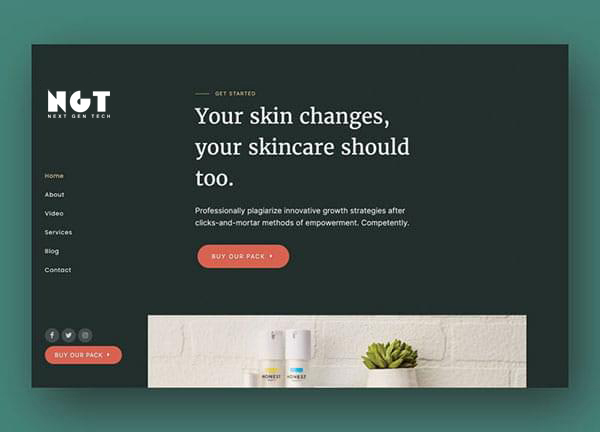 NGT
NEXT GEN TECH
Home
About
Video
Services
Blog
Contact
BUY OUR PACK
GET STARTED
Your skin changes,
your skincare should
too.
Professionally plagiarize innovative growth strategies after
clicks-and-mortar methods of empowerment. Competently.
BUY OUR PACK
HONEST
HONEST